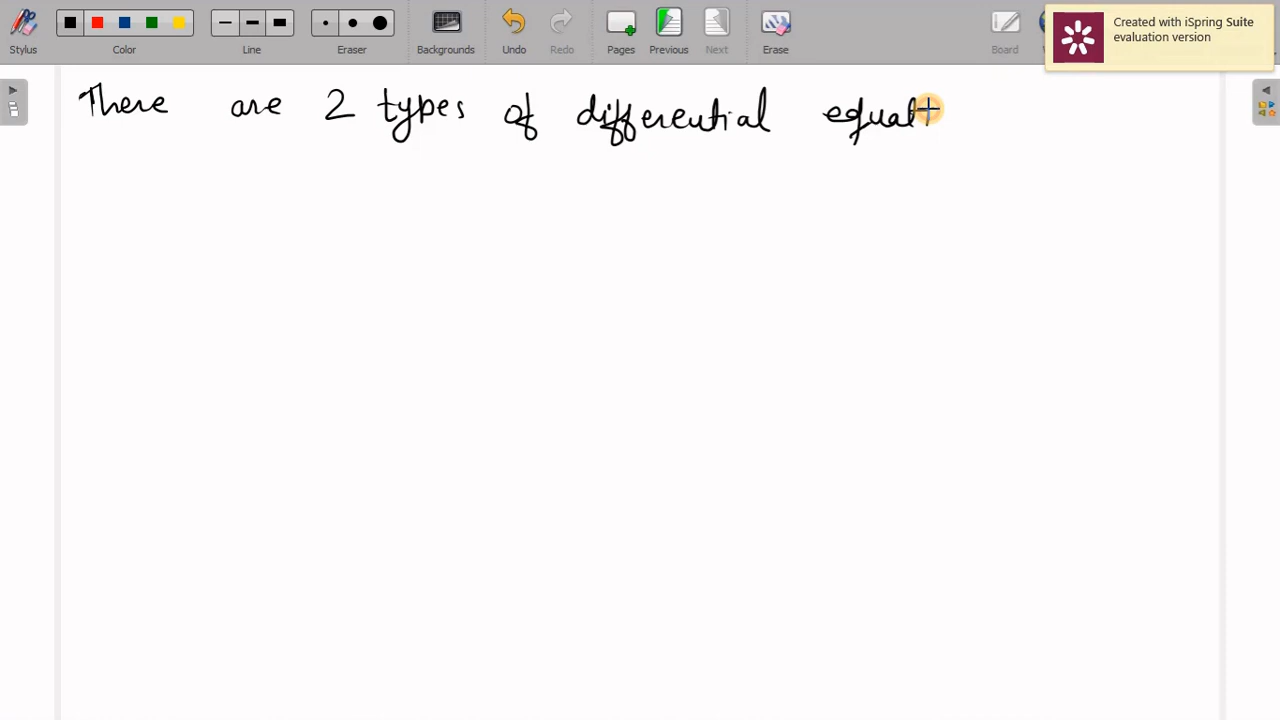 Stylus Color Line Eraser Backgrounds Undo Redo Pages Previous Next Erase Board
Created with iSpring Suite
evaluation version
There are 2 types of differential equat